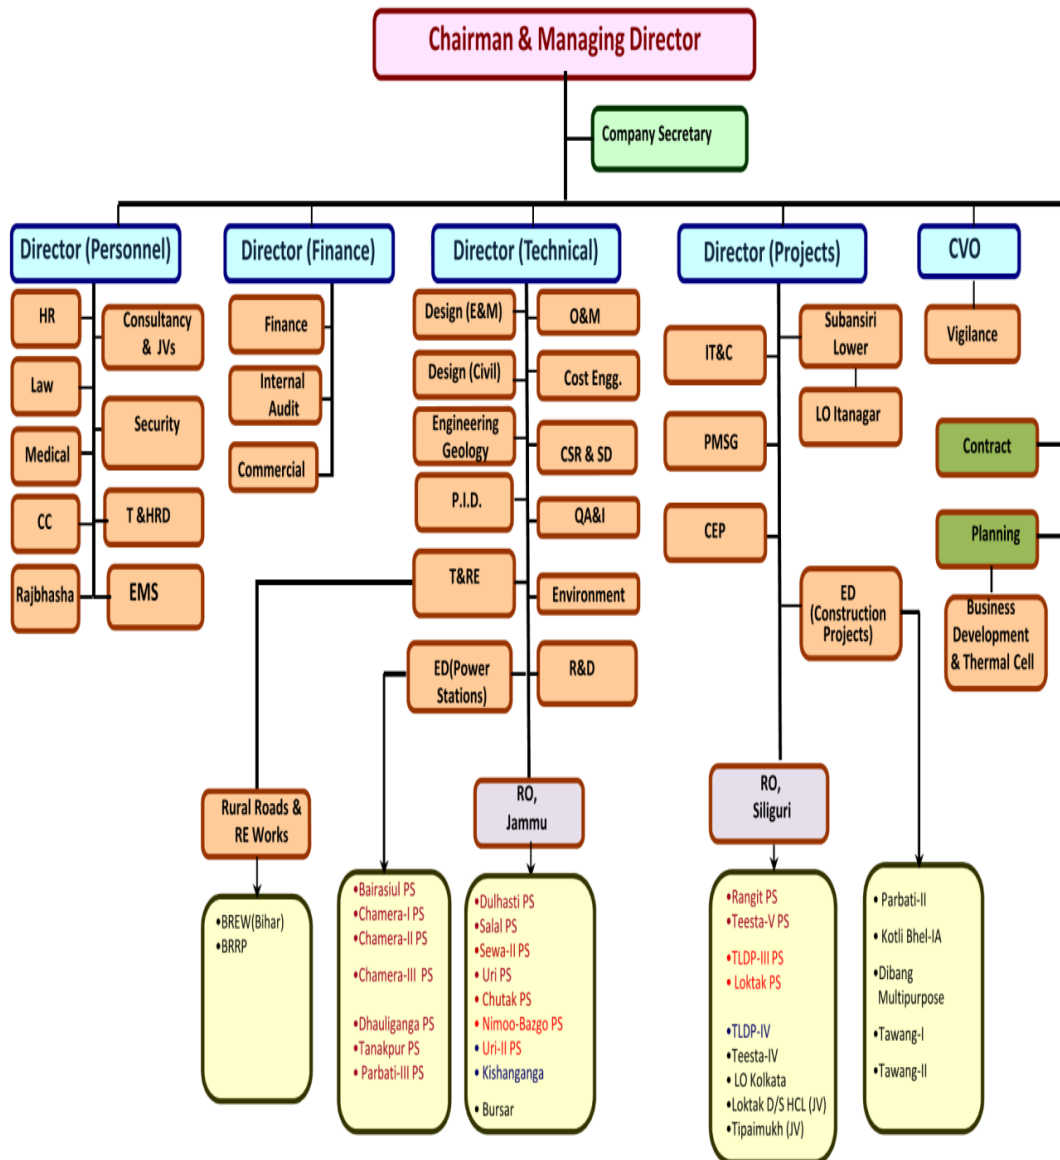 Chairman & Managing Director
Company Secretary
Director (Personnel)
Director (Finance)
Director (Technical)
Director (Projects)
CVO
HR
Consultancy
& JVs
Law
Security
Medical
CC
T &HRD
Rajbhasha
EMS
Finance
Internal
Audit
Commercial
Design (E&M)
O&M
Design (Civil)
Cost Engg.
Engineering
Geology
CSR & SD
P.I.D.
QA&I
T&RE
Environment
ED(Power
Stations)
R&D
IT&C
Subansiri
Lower
PMSG
LO Itanagar
CEP
ED
(Construction
Projects)
Vigilance
Contract
Planning
Business
Development
& Thermal Cell
Rural Roads &
RE Works
RO,
Jammu
RO,
Siliguri
•BREW(Bihar)
•BRRP
•Bairasiul PS
•Chamera-I PS
•Chamera-II PS
•Chamera-III PS
•Dhauliganga PS
•Tanakpur PS
•Parbati-III PS
•Dulhasti PS
•Salal PS
•Sewa-II PS
•Uri PS
•Chutak PS
•Nimoo-Bazgo PS
•Uri-II PS
•Kishanganga
•Bursar
•Rangit PS
•Teesta-V PS
•TLDP-III PS
• Loktak PS
•TLDP-IV
•Teesta-IV
• LO Kolkata
•Loktak D/S HCL (JV)
•Tipaimukh (JV)
• Parbati-II
• Kotli Bhel-IA
•Dibang
Multipurpose
•Tawang-I
•Tawang-II